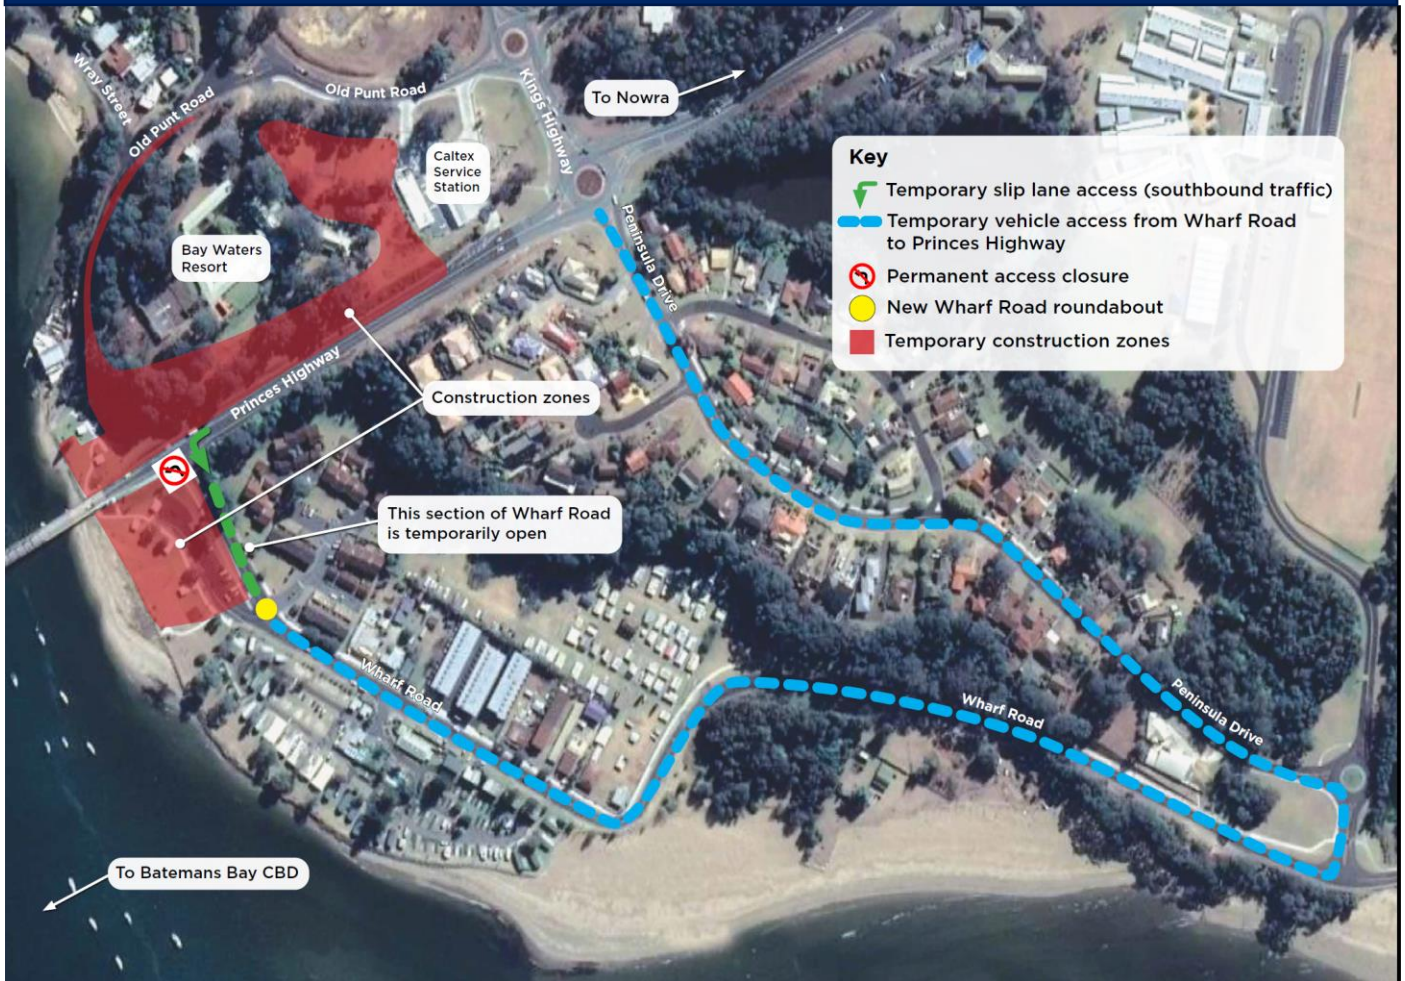 Wray Street
Old Punt Road
Old Punt Road
Kings Highway
To Nowra
Caltex
Service
Station
Bay Waters
Resort
Peninsula Drive
Key
Temporary slip lane access (southbound traffic)
Temporary vehicle access from Wharf Road
to Princes Highway
Permanent access closure
New Wharf Road roundabout
Temporary construction zones
Princes Highway
Construction zones
This section of Wharf Road
is temporarily open
Wharf Road
Wharf Road
Peninsula Drive
To Batemans Bay CBD